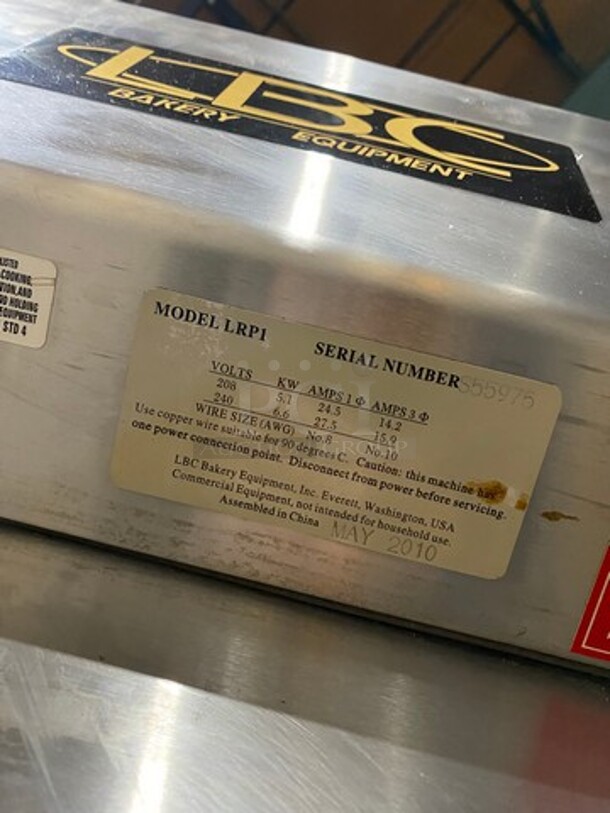 LBC
BAKERY EQUIPMENT
COOKING,
AND
HOLDING
EQUIPMENT
STD 4
MODEL LRP1 SERIAL NUMBER S55975
VOLTS KW AMPS 1 Φ AMPS 3 Φ
208 5.1 24.5 14.2
240 6.6 27.5 15.9
WIRE SIZE (AWG) No.8 No.10
Use copper wire suitable for 90 degrees C. Caution: this machine has
one power connection point. Disconnect from power before servicing.
LBC Bakery Equipment, Inc. Everett, Washington, USA
Commercial Equipment, not intended for household use.
Assembled in China MAY 2010